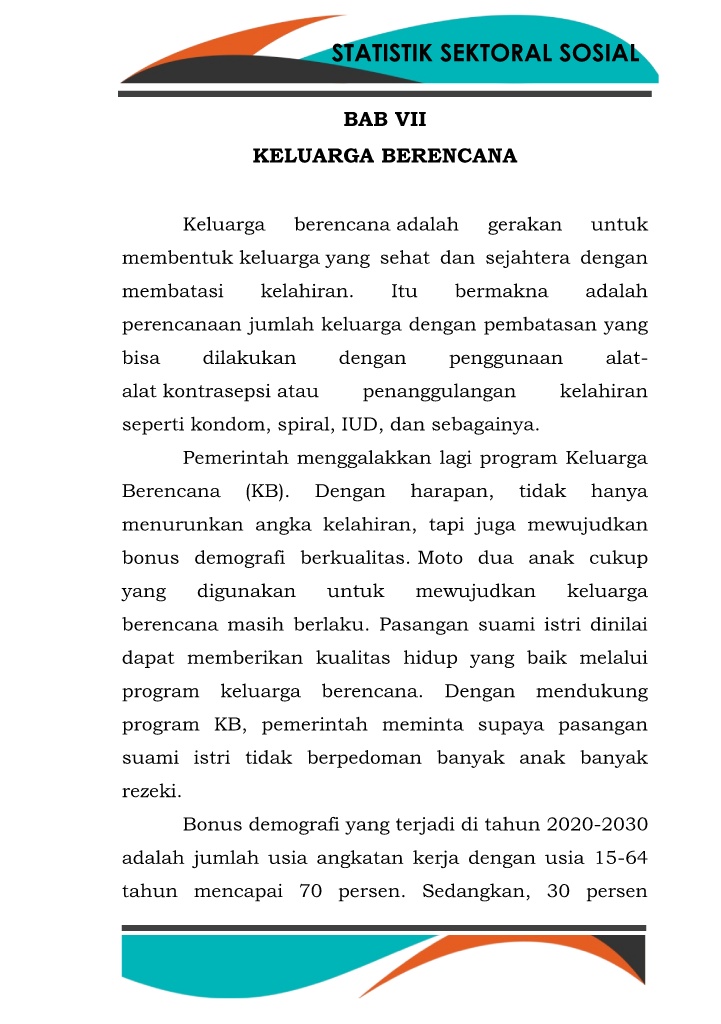 STATISTIK SEKTORAL SOSIAL
BAB VII
KELUARGA BERENCANA
Keluarga berencana adalah gerakan untuk
membentuk keluarga yang sehat dan sejahtera dengan
membatasi kelahiran. Itu bermakna adalah
perencanaan jumlah keluarga dengan pembatasan yang
bisa dilakukan dengan penggunaan alat-
alat kontrasepsi atau penanggulangan kelahiran
seperti kondom, spiral, IUD, dan sebagainya.
Pemerintah menggalakkan lagi program Keluarga
Berencana (KB). Dengan harapan, tidak hanya
menurunkan angka kelahiran, tapi juga mewujudkan
bonus demografi berkualitas. Moto dua anak cukup
yang digunakan untuk mewujudkan keluarga
berencana masih berlaku. Pasangan suami istri dinilai
dapat memberikan kualitas hidup yang baik melalui
program keluarga berencana. Dengan mendukung
program KB, pemerintah meminta supaya pasangan
suami istri tidak berpedoman banyak anak banyak
rezeki.
Bonus demografi yang terjadi di tahun 2020-2030
adalah jumlah usia angkatan kerja dengan usia 15-64
tahun mencapai 70 persen. Sedangkan, 30 persen